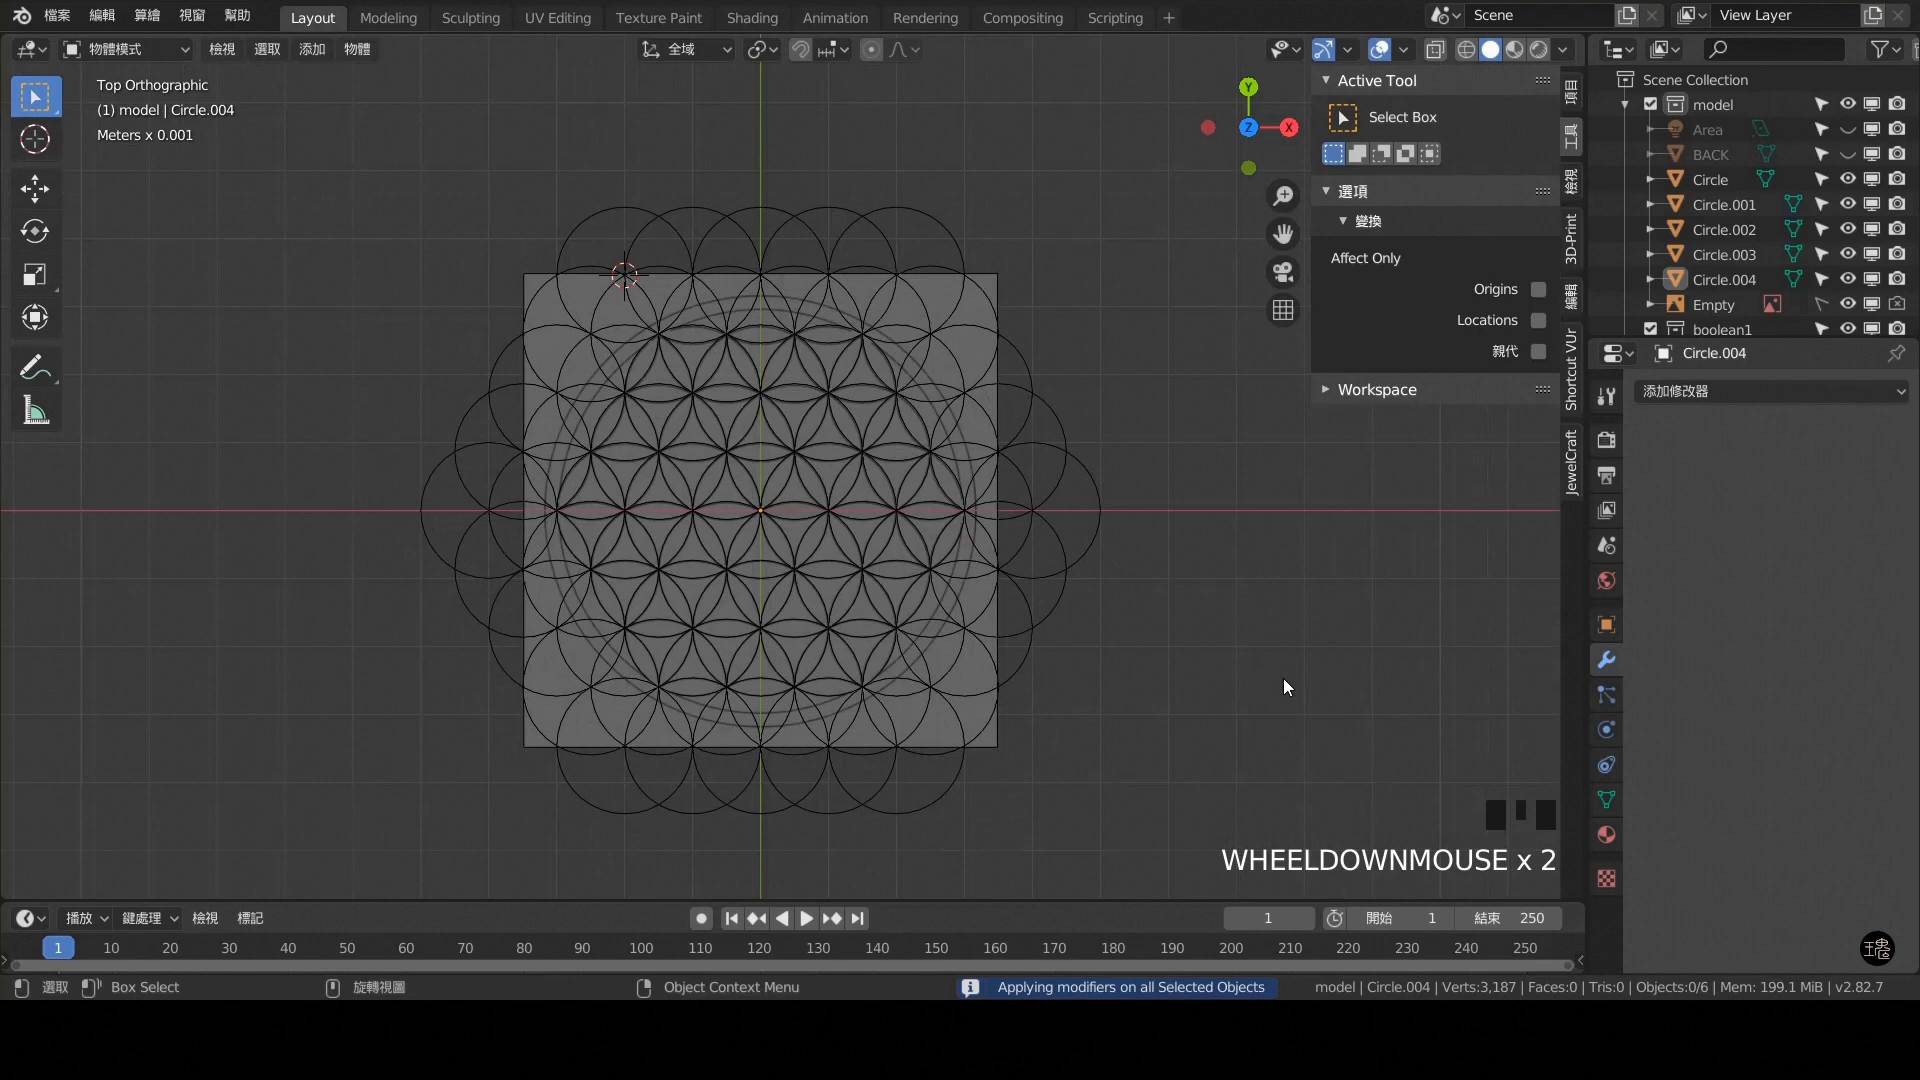 檔案 編輯 算繪 視窗 幫助 Layout Modeling Sculpting UV Editing Texture Paint Shading Animation Rendering Compositing Scripting + Scene View Layer
物體模式 檢視 選取 添加 物體 全域
Top Orthographic
(1) model | Circle.004
Meters x 0.001
Y
Z
X
Active Tool
Select Box
選項
變換
Affect Only
Origins
Locations
親代
Workspace
項目
工具
檢視
3D-Print
編輯
Shortcut VUr
JewelCraft
Scene Collection
model
Area
BACK
Circle
Circle.001
Circle.002
Circle.003
Circle.004
Empty
boolean1
Circle.004
添加修改器
WHEELDOWNMOUSE x 2
播放 鍵處理 檢視 標記 1 開始 1 結束 250
1 10 20 30 40 50 60 70 80 90 100 110 120 130 140 150 160 170 180 190 200 210 220 230 240 250
選取 Box Select 旋轉視圖 Object Context Menu Applying modifiers on all Selected Objects model | Circle.004 | Verts:3,187 | Faces:0 | Tris:0 | Objects:0/6 | Mem: 199.1 MiB | v2.82.7